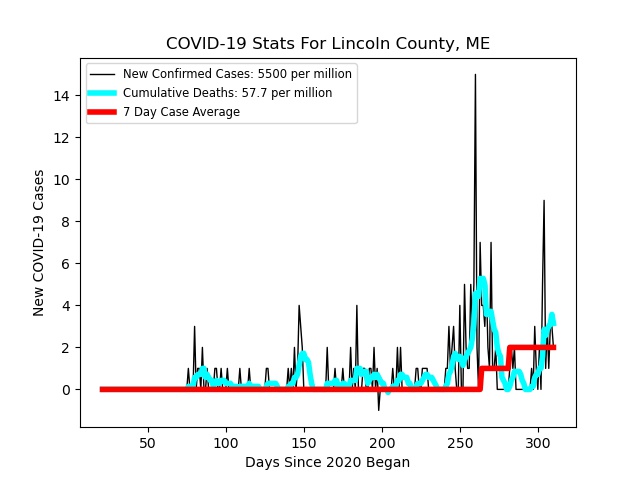 COVID-19 Stats For Lincoln County, ME
New Confirmed Cases: 5500 per million
Cumulative Deaths: 57.7 per million
7 Day Case Average
New COVID-19 Cases
14
12
10
8
6
4
2
0
50 100 150 200 250 300
Days Since 2020 Began